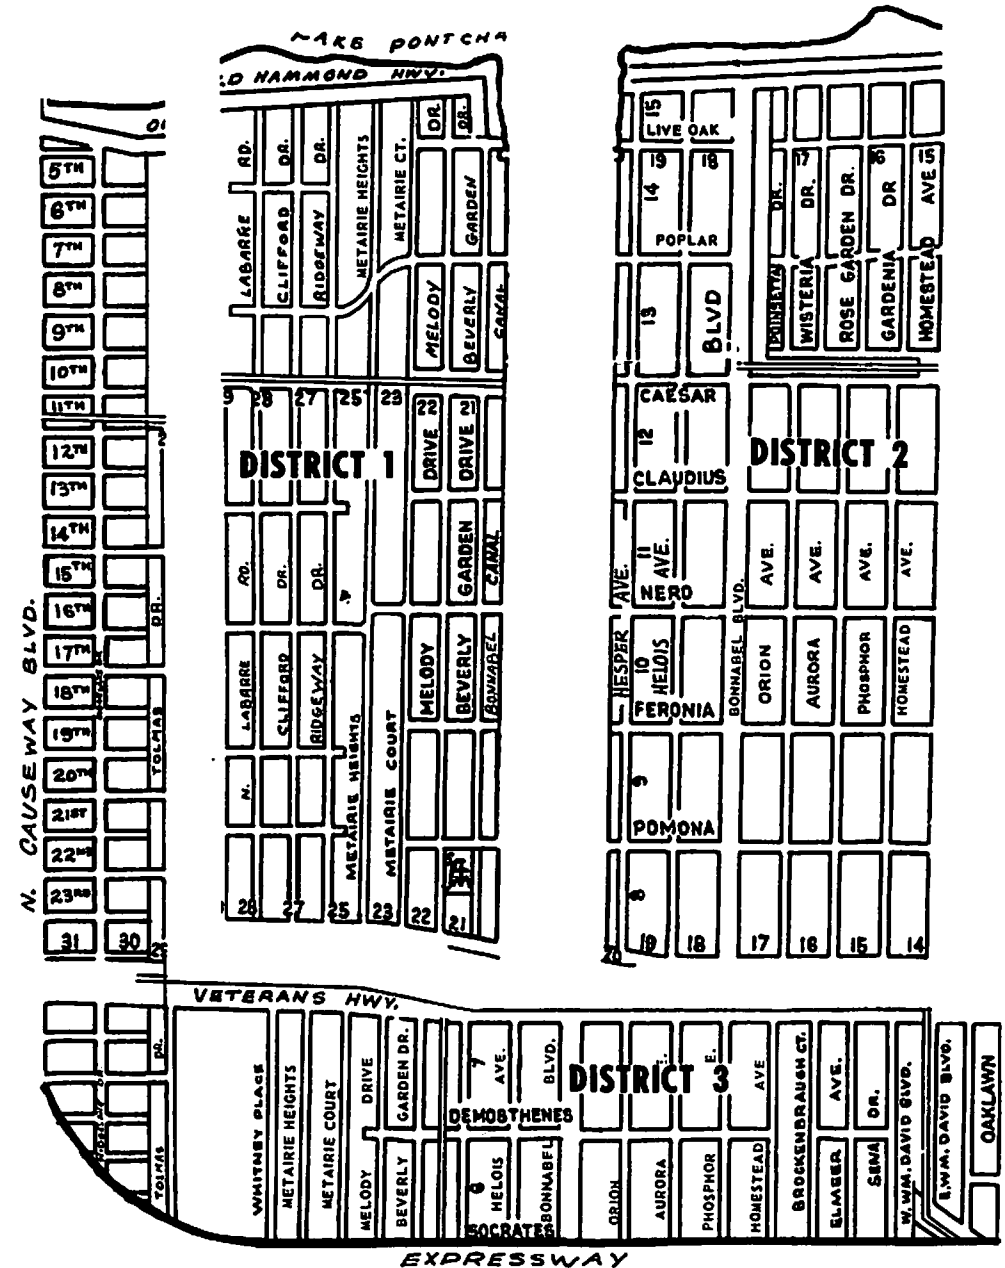 LAKE PONTCHA
LD HAMMOND HWY.
OL
5TH
6TH
7TH
8TH
9TH
10TH
11TH
12TH
13TH
14TH
15TH
16TH
17TH
18TH
19TH
20TH
21ST
22ND
23RD
31
30
N. CAUSEWAY BLVD.
DR.
TOLMAS
RD.
DR.
DR.
METAIRIE HEIGHTS
METAIRIE CT.
DR.
DR.
LABARRE
CLIFFORD
RIDGEWAY
GARDEN
MELODY
BEVERLY
CANAL
9
28
27
25
23
22
21
DRIVE
DRIVE
DISTRICT 1
RD.
DR.
DR.
GARDEN
CANAL
LABARRE
CLIFFORD
RIDGEWAY
MELODY
BEVERLY
BONNABEL
N.
METAIRIE HEIGHTS
METAIRIE COURT
28
27
25
23
22
21
15
LIVE OAK
19
18
14
POPLAR
13
BLVD
17
16
15
DR.
DR.
ROSE GARDEN DR.
DR
AVE
POINSETTA
WISTERIA
GARDENIA
HOMESTEAD
CAESAR
12
CLAUDIUS
DISTRICT 2
11
AVE.
AVE.
NERO
AVE.
AVE.
AVE.
AVE.
HESPER
10
HELOIS
FERONIA
BONNABEL BLVD.
ORION
AURORA
PHOSPHOR
HOMESTEAD
9
POMONA
8
20
19
18
17
16
15
14
VETERANS HWY.
DR.
TOLMAS
WHITNEY PLACE
METAIRIE HEIGHTS
METAIRIE COURT
DRIVE
MELODY
GARDEN DR.
BEVERLY
7
AVE.
BLVD.
DISTRICT 3
E.
AVE
DEMOSTHENES
6
HELOIS
BONNABEL
SOCRATES
ORION
AURORA
PHOSPHOR
HOMESTEAD
BROCKENBRAUGH CT.
AVE.
ELMEER
DR.
SENA
W. WM. DAVID BLVD.
E. WM. DAVID BLVD.
OAKLAWN
EXPRESSWAY